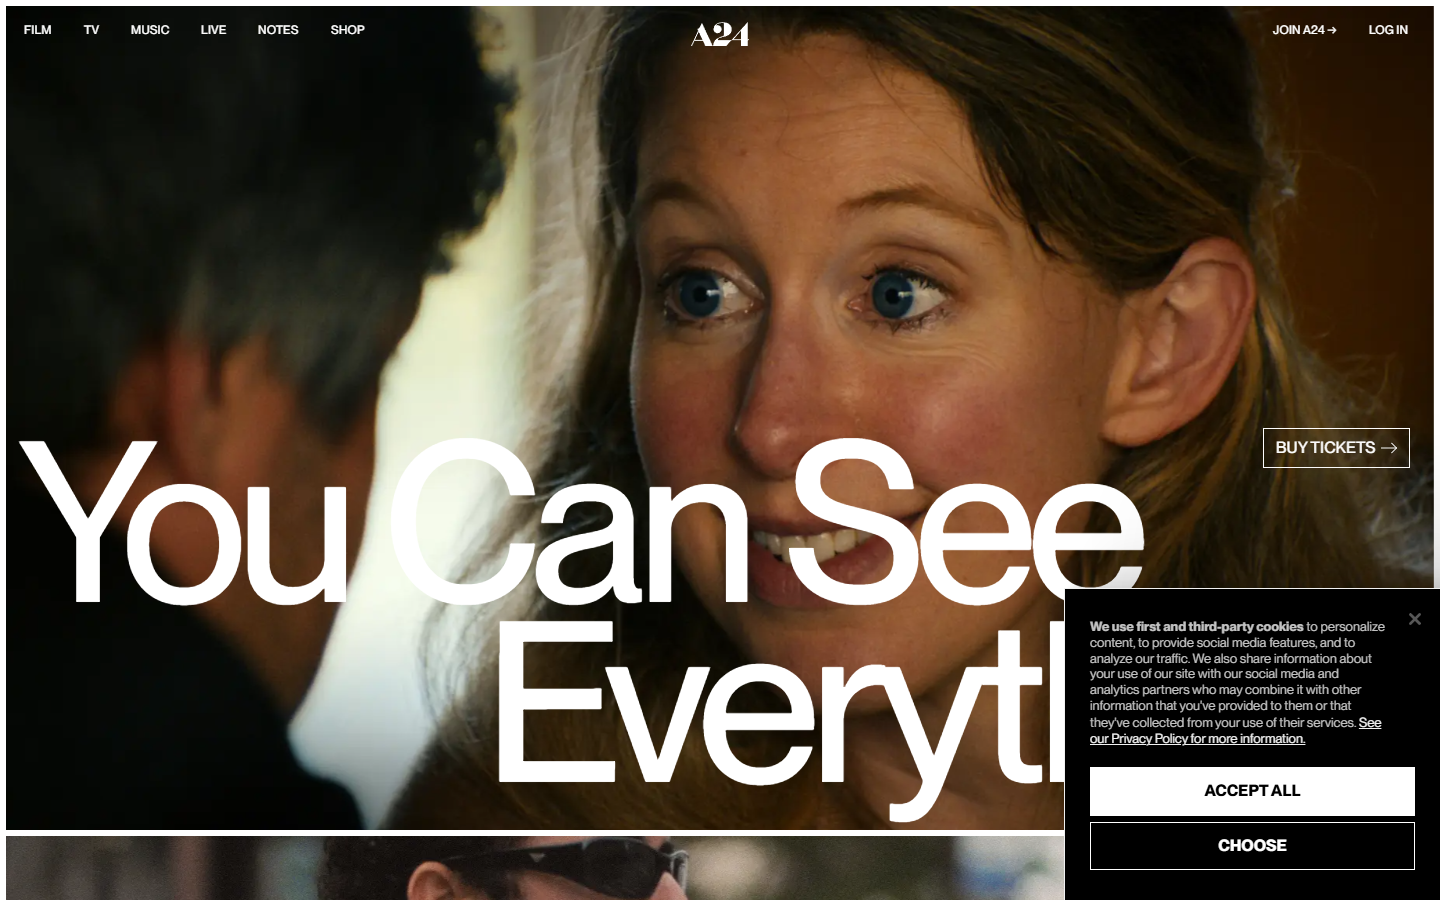 FILM TV MUSIC LIVE NOTES SHOP A24 JOIN A24 → LOG IN
BUY TICKETS →
You Can See
Everyt
We use first and third-party cookies to personalize
content, to provide social media features, and to
analyze our traffic. We also share information about
your use of our site with our social media and
analytics partners who may combine it with other
information that you've provided to them or that
they've collected from your use of their services. See
our Privacy Policy for more information.
ACCEPT ALL
CHOOSE